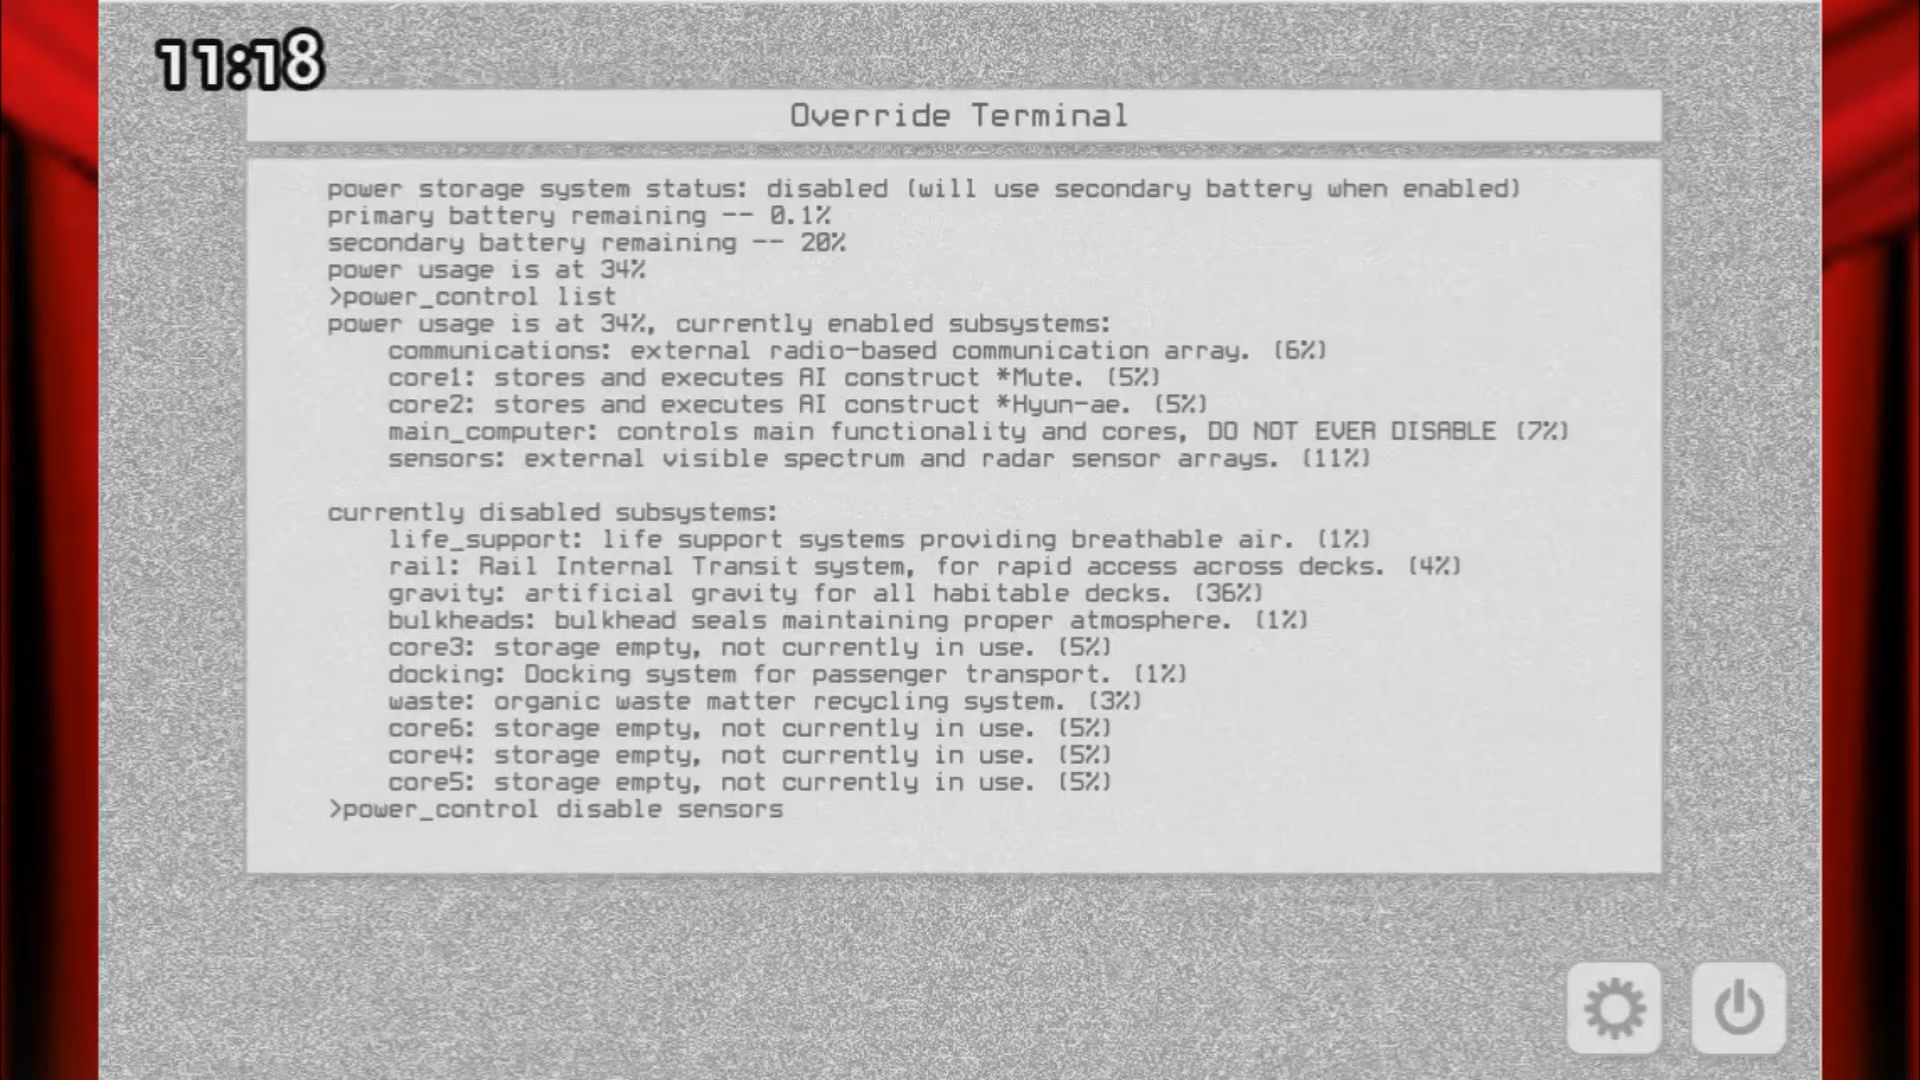 11:18
Override Terminal
power storage system status: disabled (will use secondary battery when enabled)
primary battery remaining -- 0.1%
secondary battery remaining -- 20%
power usage is at 34%
>power_control list
power usage is at 34%, currently enabled subsystems:
communications: external radio-based communication array. (6%)
core1: stores and executes AI construct *Mute. (5%)
core2: stores and executes AI construct *Hyun-ae. (5%)
main_computer: controls main functionality and cores, DO NOT EVER DISABLE (7%)
sensors: external visible spectrum and radar sensor arrays. (11%)
currently disabled subsystems:
life_support: life support systems providing breathable air. (1%)
rail: Rail Internal Transit system, for rapid access across decks. (4%)
gravity: artificial gravity for all habitable decks. (36%)
bulkheads: bulkhead seals maintaining proper atmosphere. (1%)
core3: storage empty, not currently in use. (5%)
docking: Docking system for passenger transport. (1%)
waste: organic waste matter recycling system. (3%)
core6: storage empty, not currently in use. (5%)
core4: storage empty, not currently in use. (5%)
core5: storage empty, not currently in use. (5%)
>power_control disable sensors